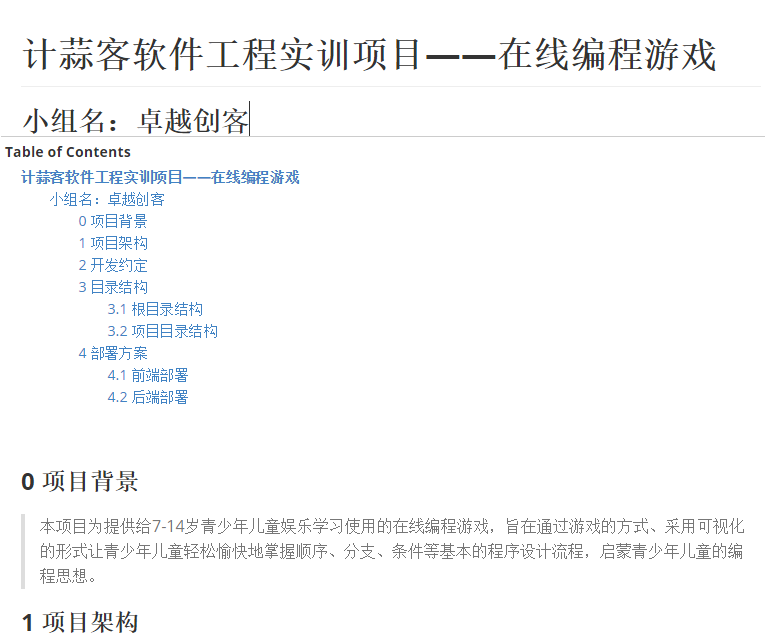 计蒜客软件工程实训项目——在线编程游戏
小组名：卓越创客
Table of Contents
计蒜客软件工程实训项目——在线编程游戏
小组名：卓越创客
0 项目背景
1 项目架构
2 开发约定
3 目录结构
3.1 根目录结构
3.2 项目目录结构
4 部署方案
4.1 前端部署
4.2 后端部署
0 项目背景
本项目为提供给7-14岁青少年儿童娱乐学习使用的在线编程游戏，旨在通过游戏的方式、采用可视化
的形式让青少年儿童轻松愉快地掌握顺序、分支、条件等基本的程序设计流程，启蒙青少年儿童的编
程思想。
1 项目架构